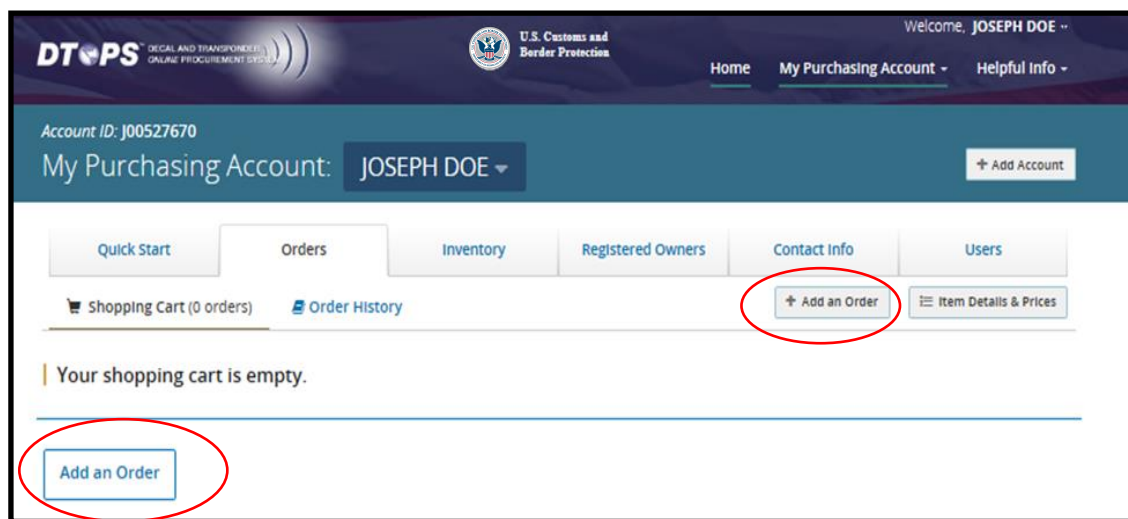 Welcome, JOSEPH DOE
DTOPS DECAL AND TRANSPONDER
ONLINE PROCUREMENT SYSTEM
U.S. Customs and
Border Protection
Home My Purchasing Account Helpful Info
Account ID: J00527670
My Purchasing Account: JOSEPH DOE
+ Add Account
Quick Start Orders Inventory Registered Owners Contact Info Users
Shopping Cart (0 orders) Order History + Add an Order Item Details & Prices
Your shopping cart is empty.
Add an Order